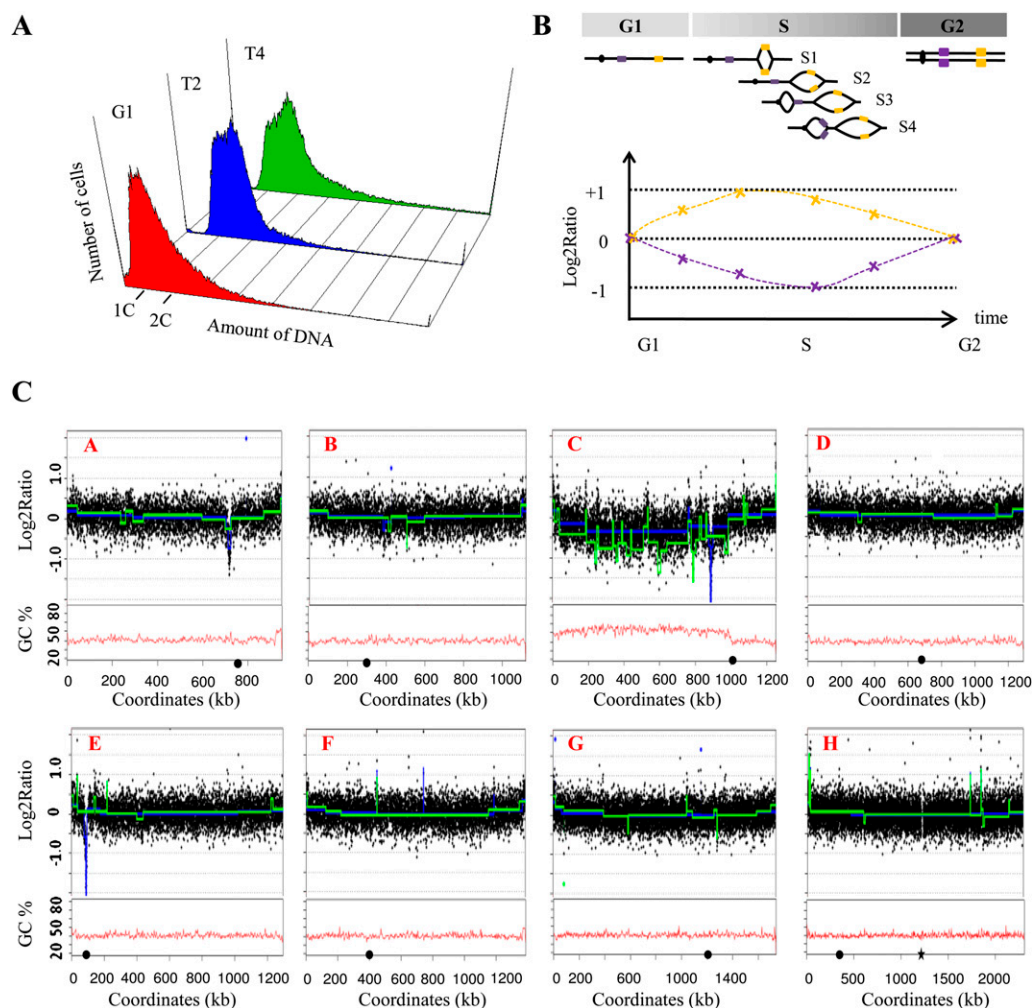 A
G1
T2
T4
Number of cells
1C
2C
Amount of DNA
B
G1
S
G2
S1
S2
S3
S4
Log2Ratio
+1
0
-1
time
G1
S
G2
C
A
B
C
D
Log2Ratio
1.0
0
-1.0
GC %
20 50 80
0 200 400 600 800
0 200 400 600 800 1100
0 200 400 600 800 1000 1200
0 200 400 600 800 1000 1200
Coordinates (kb)
Coordinates (kb)
Coordinates (kb)
Coordinates (kb)
E
F
G
H
Log2Ratio
1.0
0
-1.0
GC %
20 50 80
0 200 400 600 800 1000 1200
0 200 400 600 800 1000 1300
0 200 400 600 1000 1400
0 500 1000 1500 2000
Coordinates (kb)
Coordinates (kb)
Coordinates (kb)
Coordinates (kb)